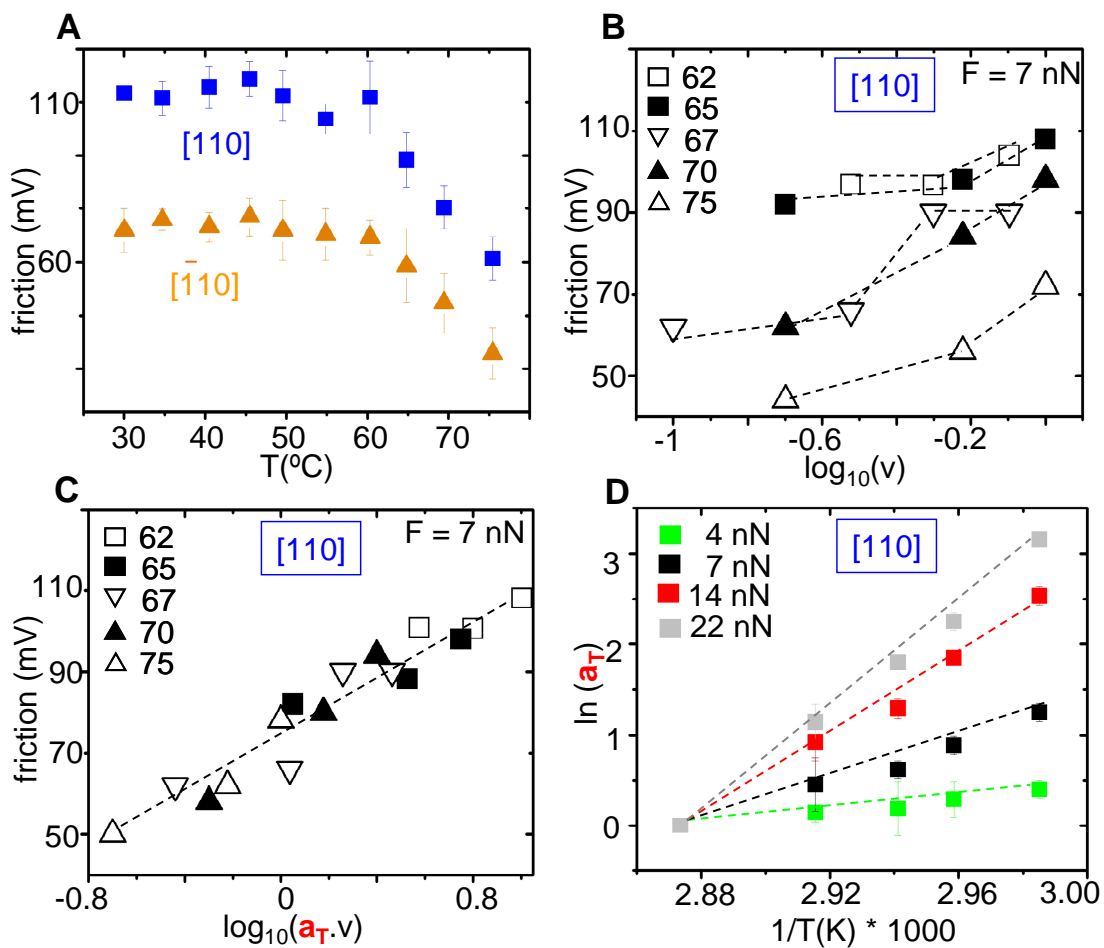 A
110
60
friction (mV)
[110]
[1̅10]
30 40 50 60 70
T(ºC)
B
[110]
F = 7 nN
62
65
67
70
75
110
90
70
50
friction (mV)
-1 -0.6 -0.2
log10(v)
C
[110]
F = 7 nN
62
65
67
70
75
110
90
70
50
friction (mV)
-0.8 0 0.8
log10(aT.v)
D
[110]
4 nN
7 nN
14 nN
22 nN
3
2
1
0
ln (aT)
2.88 2.92 2.96 3.00
1/T(K) * 1000